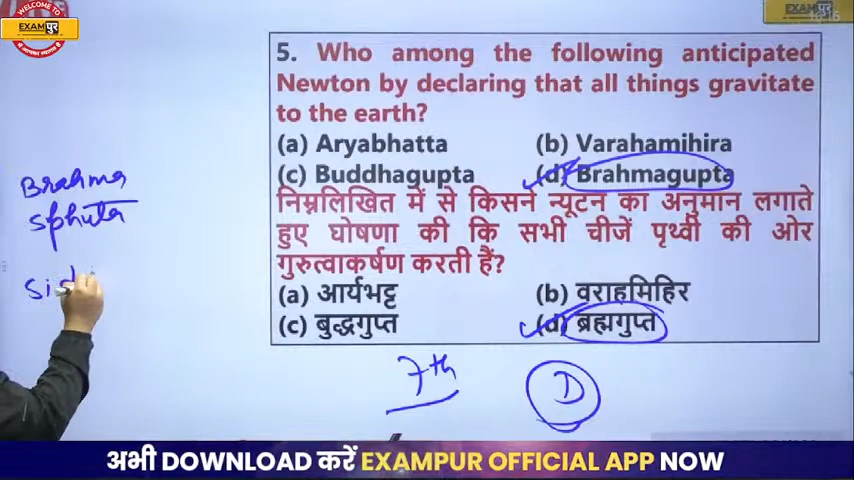 WELCOME TO
EXAMपुर
EXAMपुर
5. Who among the following anticipated
Newton by declaring that all things gravitate
to the earth?
(a) Aryabhatta (b) Varahamihira
(c) Buddhagupta (d) Brahmagupta
निम्नलिखित में से किसने न्यूटन का अनुमान लगाते
हुए घोषणा की कि सभी चीजें पृथ्वी की ओर
गुरुत्वाकर्षण करती हैं?
(a) आर्यभट्ट (b) वराहमिहिर
(c) बुद्धगुप्त (d) ब्रह्मगुप्त
Brahma
Sphuta
Sid
7th
D
अभी DOWNLOAD करें EXAMPUR OFFICIAL APP NOW